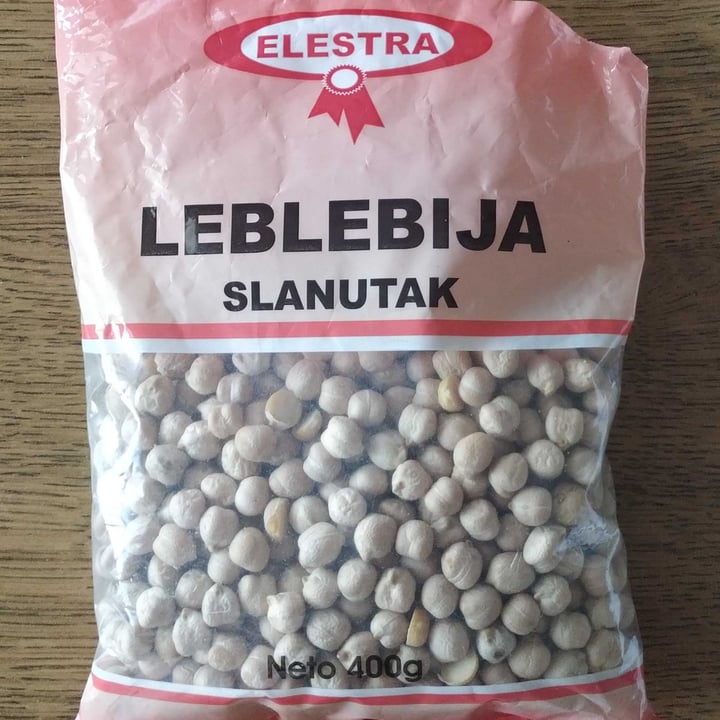 ELESTRA
LEBLEBIJA
SLANUTAK
Neto 400g